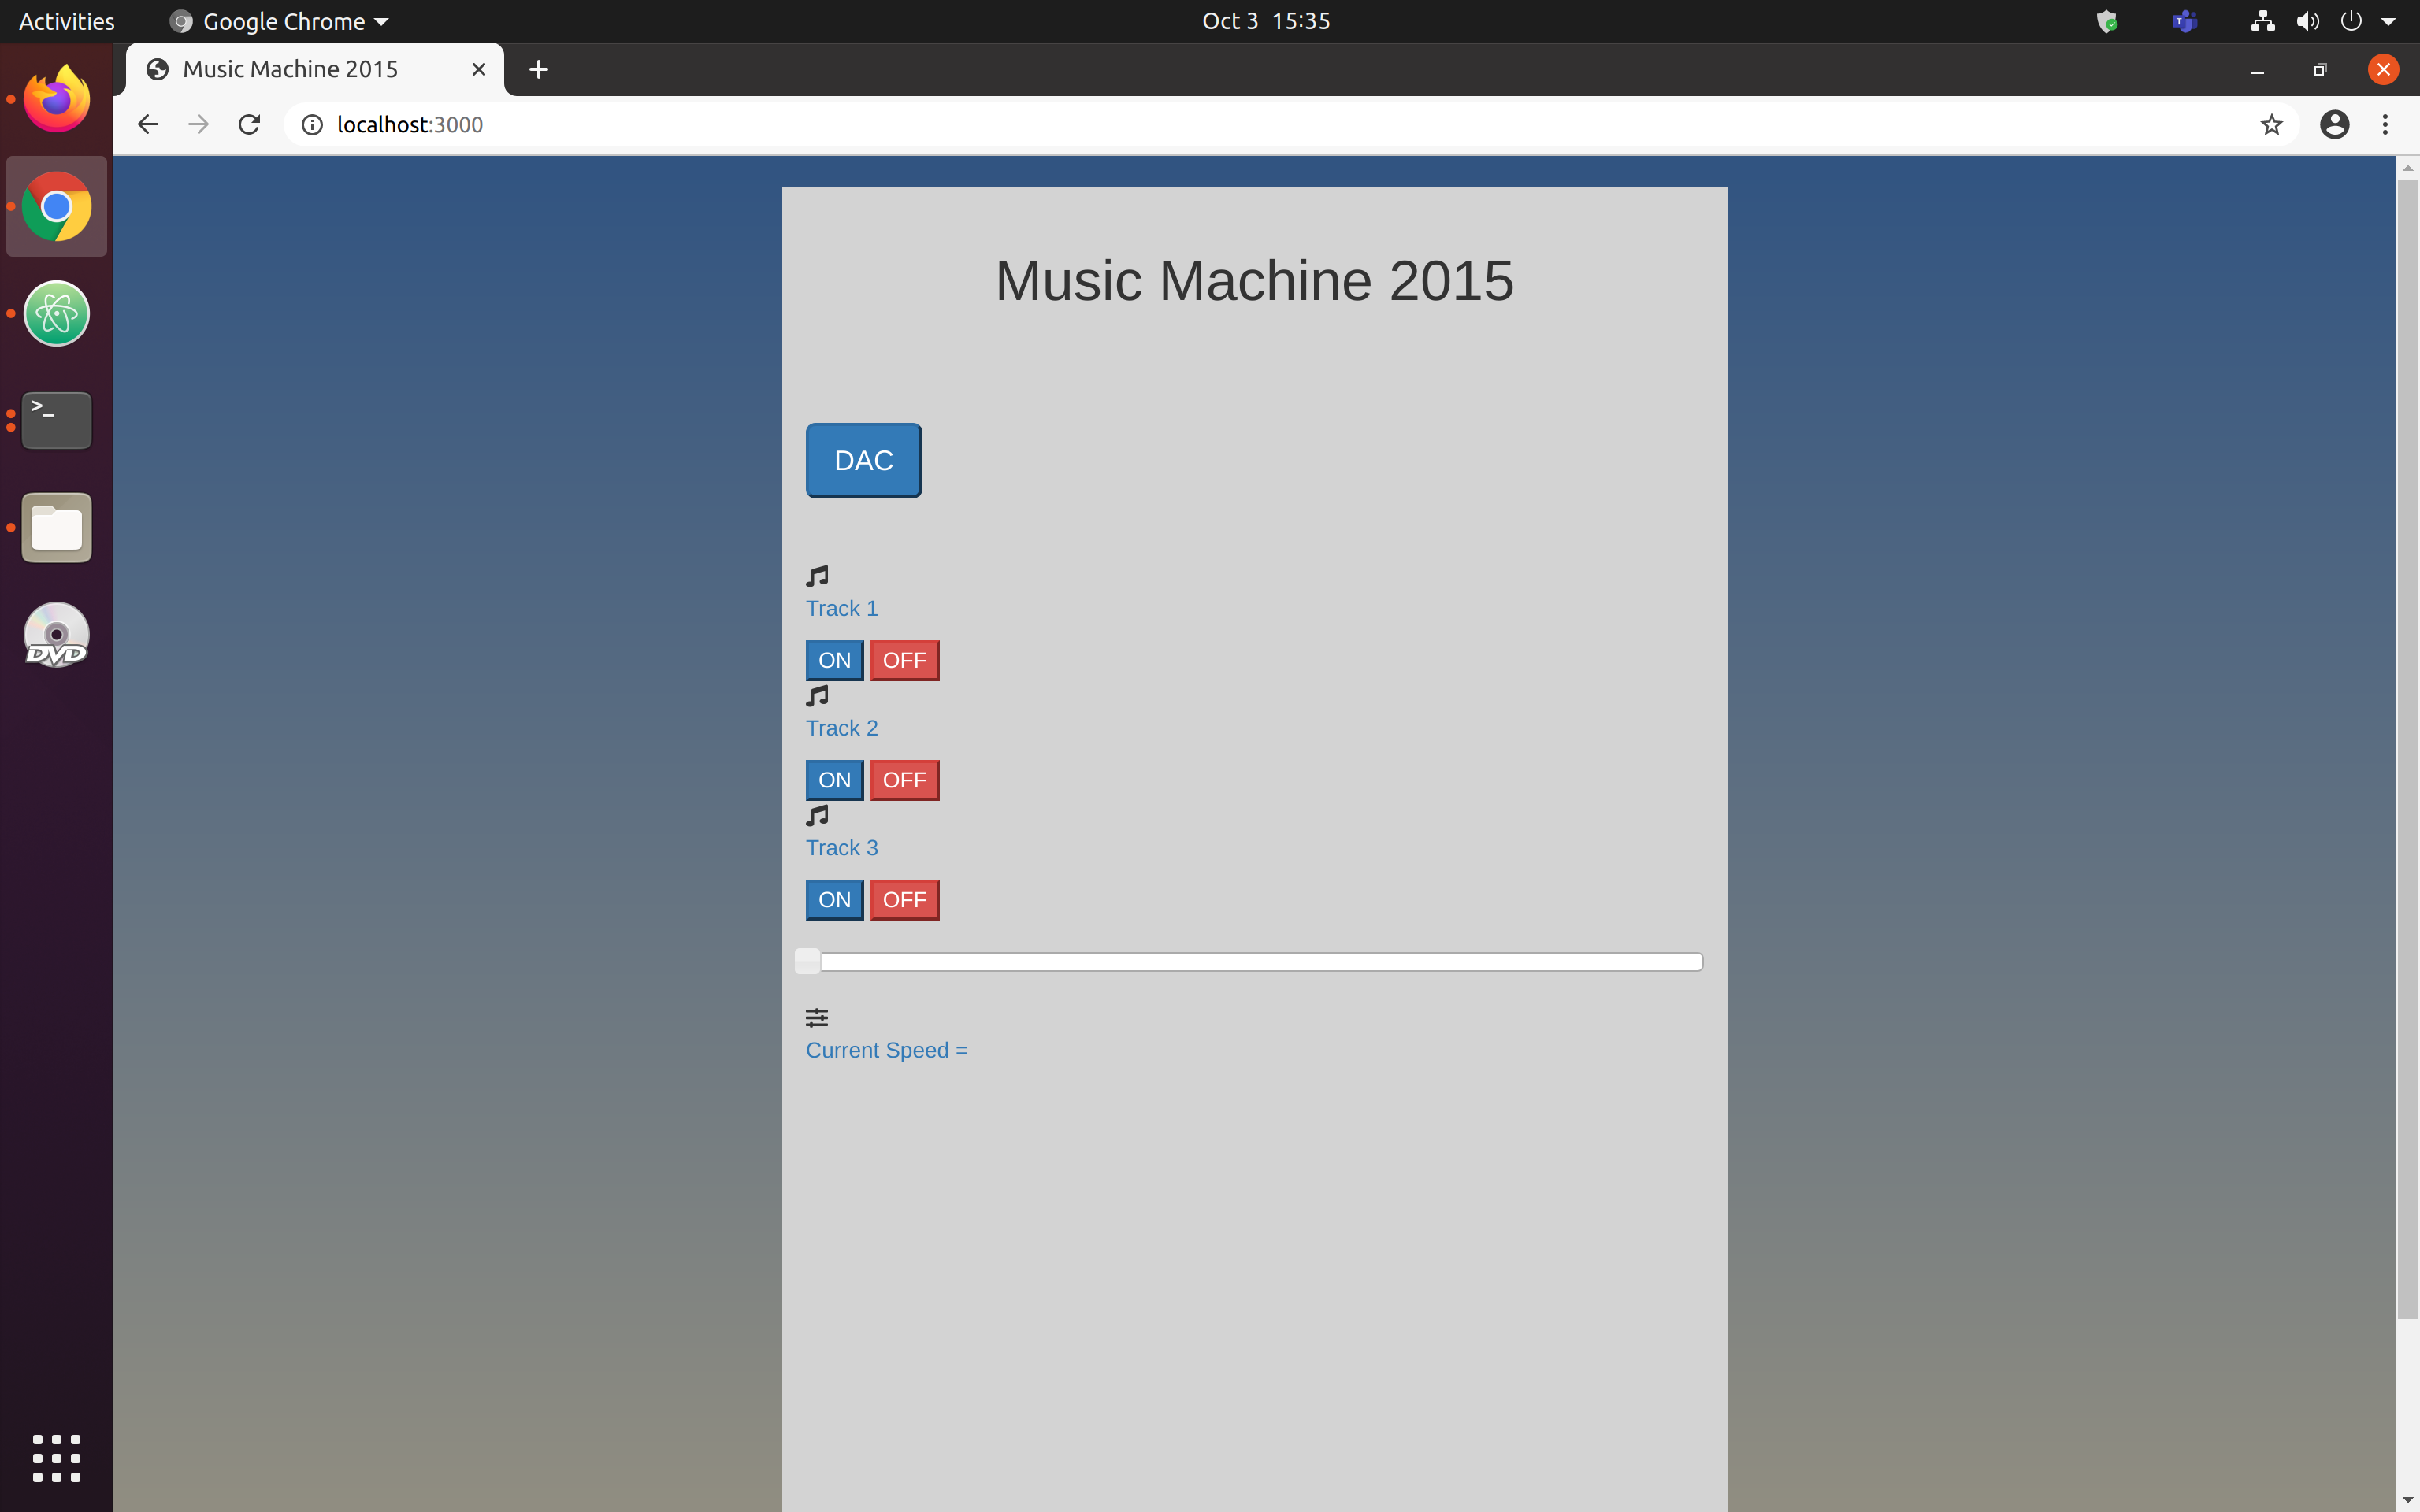 Activities
Google Chrome
Oct 3 15:35
Music Machine 2015
localhost:3000
Music Machine 2015
DAC
Track 1
ON OFF
Track 2
ON OFF
Track 3
ON OFF
Current Speed =
>_
DVD
T